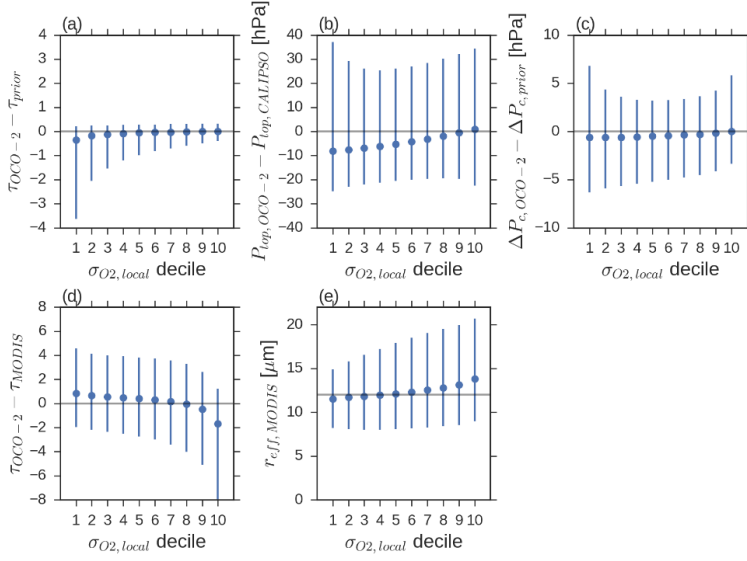 (a)
(b)
(c)
τOCO−2 − τprior
4
3
2
1
0
−1
−2
−3
−4
1 2 3 4 5 6 7 8 9 10
σO2,local decile
Ptop,OCO−2 − Ptop,CALIPSO [hPa]
40
30
20
10
0
−10
−20
−30
−40
1 2 3 4 5 6 7 8 9 10
σO2,local decile
ΔPc,OCO−2 − ΔPc,prior [hPa]
10
5
0
−5
−10
1 2 3 4 5 6 7 8 9 10
σO2,local decile
(d)
(e)
τOCO−2 − τMODIS
8
6
4
2
0
−2
−4
−6
−8
1 2 3 4 5 6 7 8 9 10
σO2,local decile
reff,MODIS [μm]
20
15
10
5
0
1 2 3 4 5 6 7 8 9 10
σO2,local decile